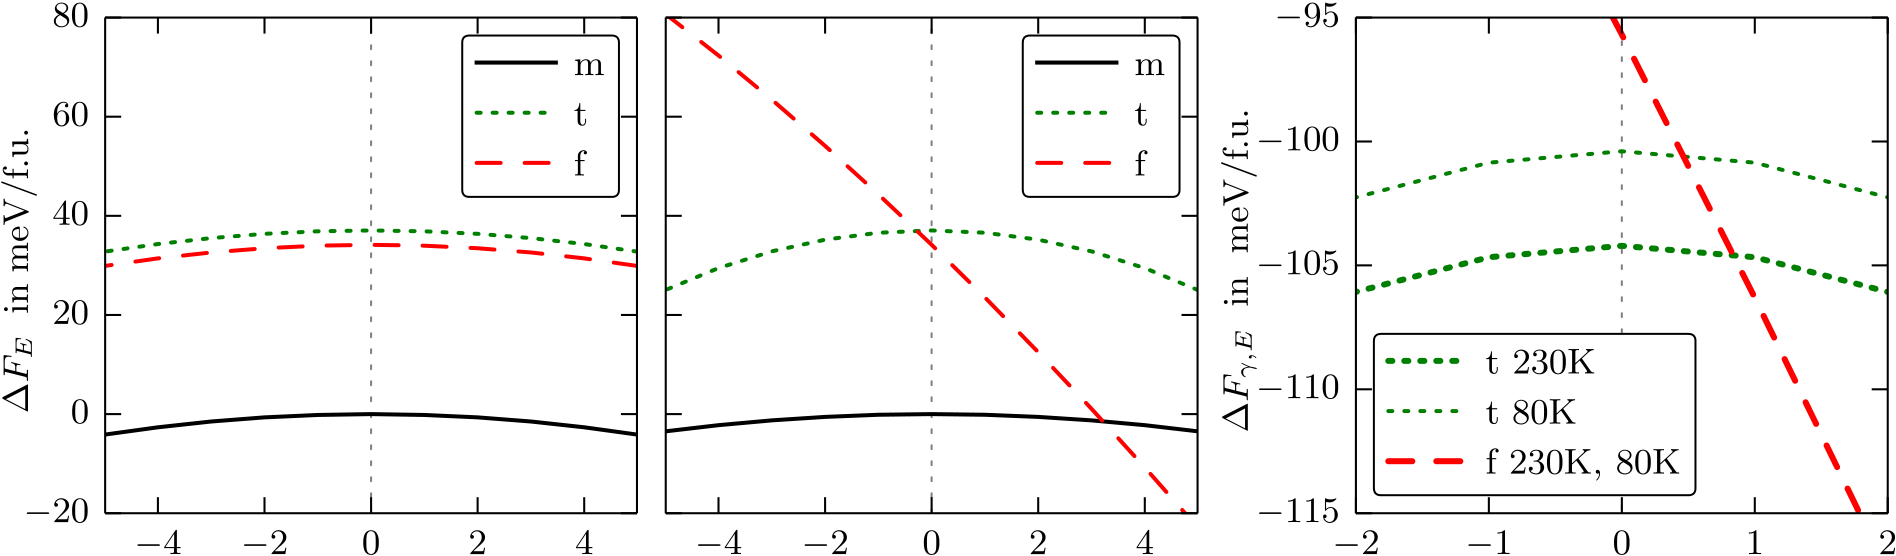 ΔF_E in meV/f.u.
80
60
40
20
0
−20
−4 −2 0 2 4
m
t
f
−4 −2 0 2 4
m
t
f
ΔF_γ,E in meV/f.u.
−95
−100
−105
−110
−115
−2 −1 0 1 2
t 230K
t 80K
f 230K, 80K